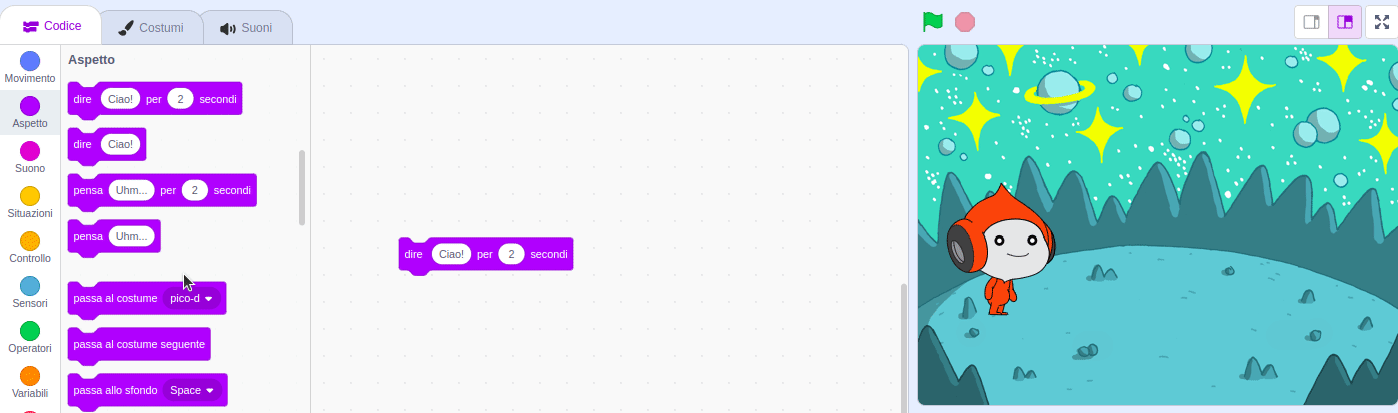 Codice
Costumi
Suoni
Movimento
Aspetto
Suono
Situazioni
Controllo
Sensori
Operatori
Variabili
Aspetto
dire Ciao! per 2 secondi
dire Ciao!
pensa Uhm... per 2 secondi
pensa Uhm...
passa al costume pico-d
passa al costume seguente
passa allo sfondo Space
dire Ciao! per 2 secondi